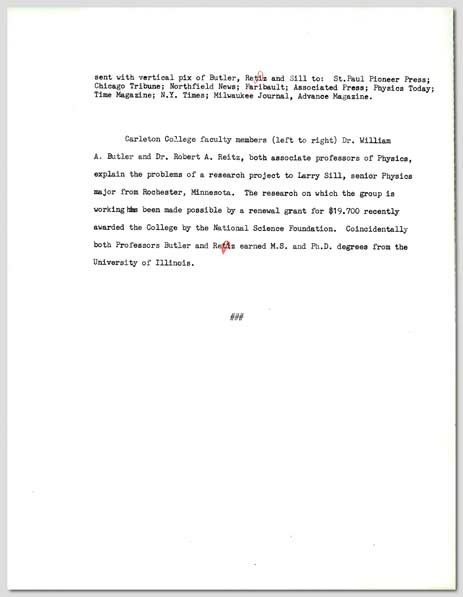 sent with vertical pix of Butler, Retiz and Sill to:  St.Paul Pioneer Press;
Chicago Tribune; Northfield News; Faribault; Associated Press; Physics Today;
Time Magazine; N.Y. Times; Milwaukee Journal, Advance Magazine.
Carleton College faculty members (left to right) Dr. William
A. Butler and Dr. Robert A. Reitz, both associate professors of Physics,
explain the problems of a research project to Larry Sill, senior Physics
major from Rochester, Minnesota.  The research on which the group is
working has been made possible by a renewal grant for $19.700 recently
awarded the College by the National Science Foundation.  Coincidentally
both Professors Butler and Retiz earned M.S. and Ph.D. degrees from the
University of Illinois.
###